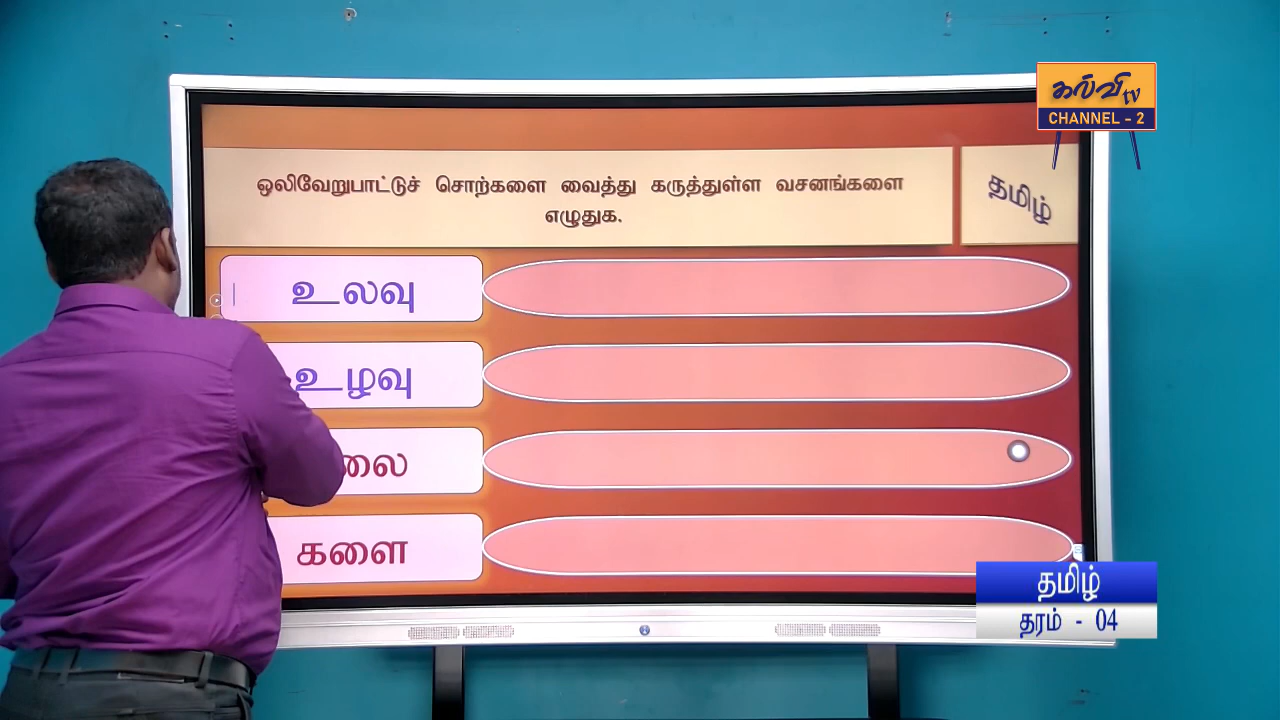 கல்வி tv
CHANNEL - 2
ஒலிவேறுபாட்டுச் சொற்களை வைத்து கருத்துள்ள வசனங்களை
எழுதுக.
தமிழ்
உலவு
உழவு
லை
களை
தமிழ்
தரம் - 04